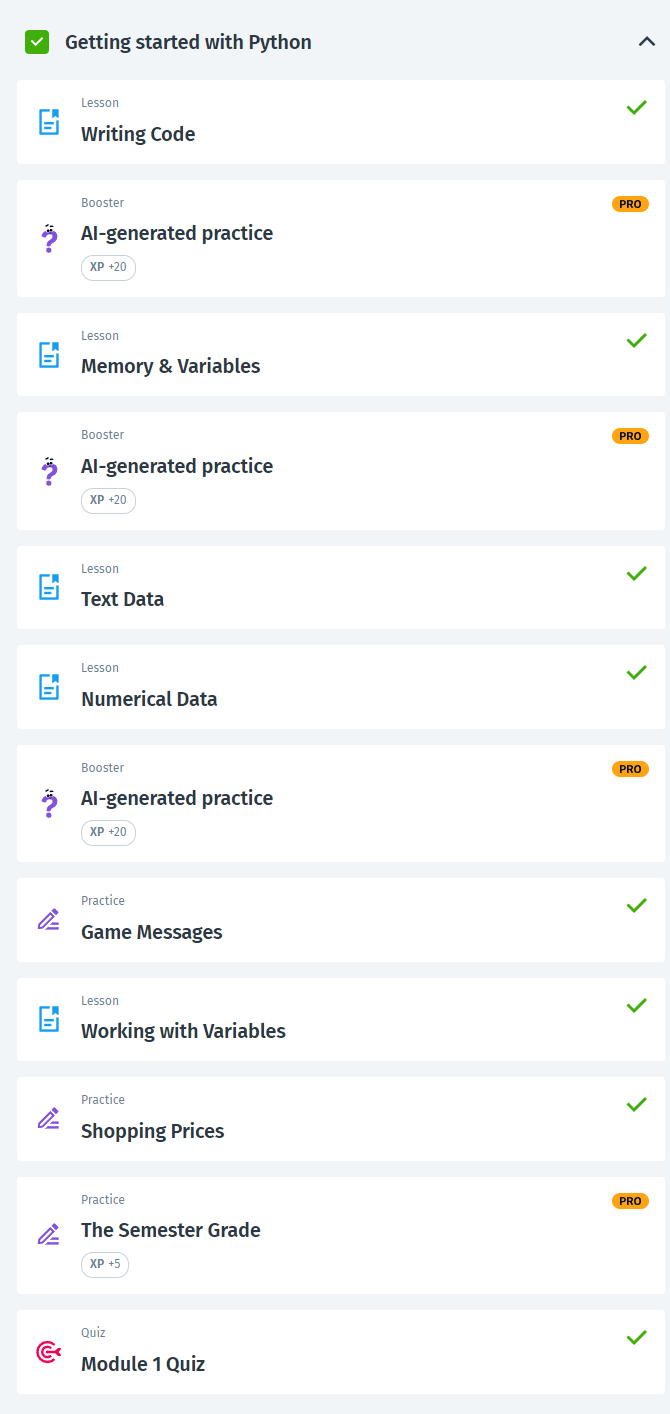 Getting started with Python
Lesson
Writing Code
Booster
PRO
AI-generated practice
XP +20
Lesson
Memory & Variables
Booster
PRO
AI-generated practice
XP +20
Lesson
Text Data
Lesson
Numerical Data
Booster
PRO
AI-generated practice
XP +20
Practice
Game Messages
Lesson
Working with Variables
Practice
Shopping Prices
Practice
PRO
The Semester Grade
XP +5
Quiz
Module 1 Quiz